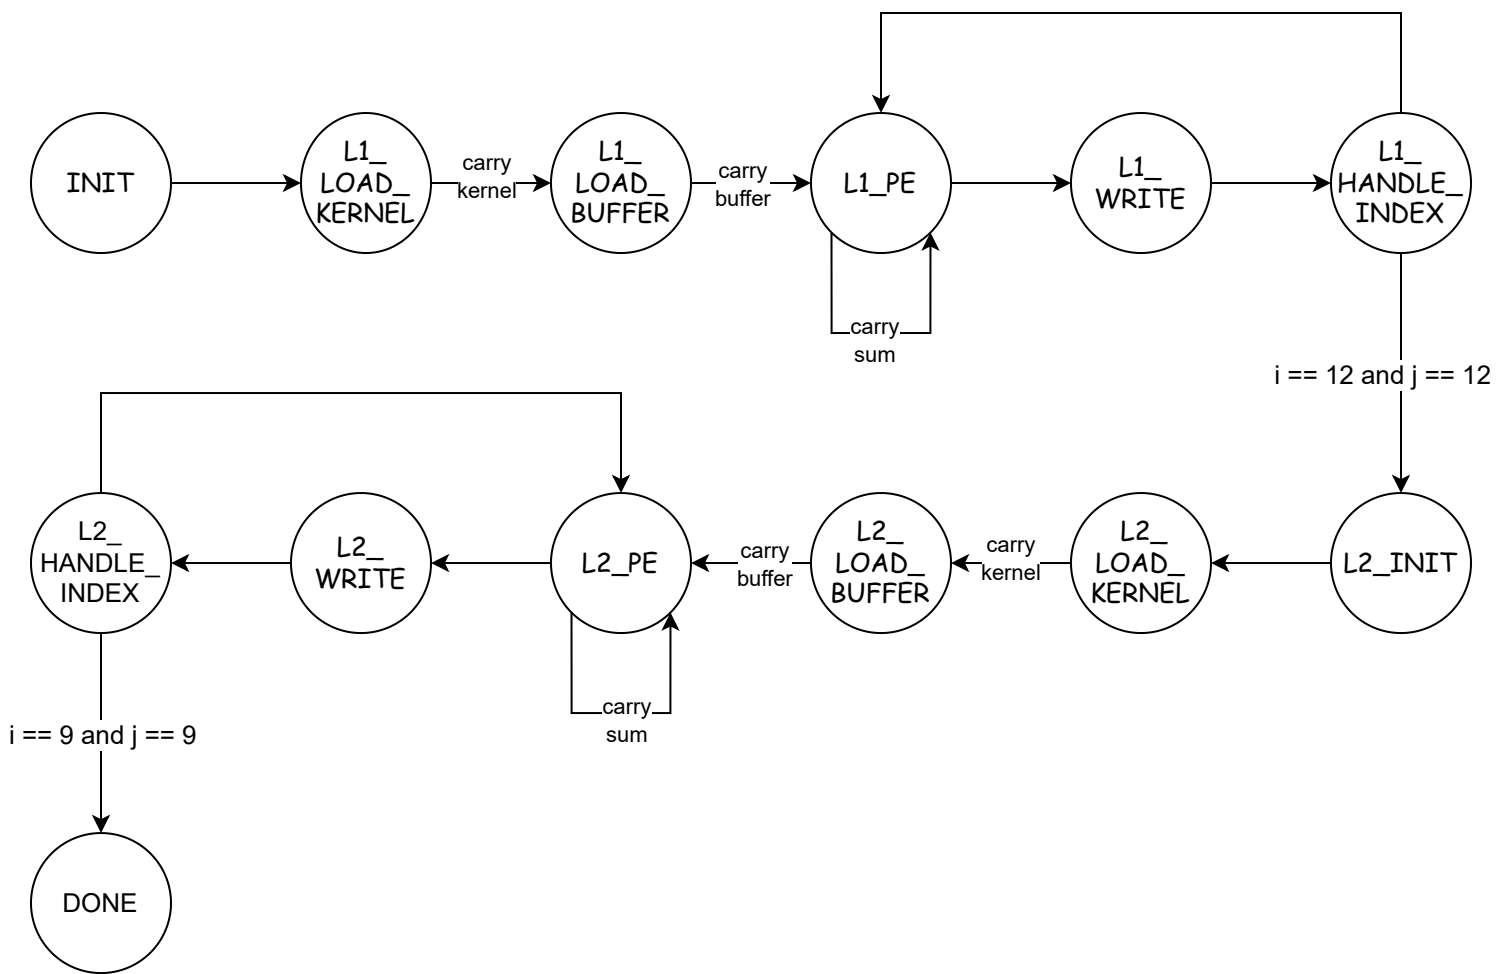 INIT
L1_
LOAD_
KERNEL
carry
kernel
L1_
LOAD_
BUFFER
carry
buffer
L1_PE
carry
sum
L1_
WRITE
L1_
HANDLE_
INDEX
i == 12 and j == 12
L2_INIT
L2_
LOAD_
KERNEL
carry
kernel
L2_
LOAD_
BUFFER
carry
buffer
L2_PE
carry
sum
L2_
WRITE
L2_
HANDLE_
INDEX
i == 9 and j == 9
DONE